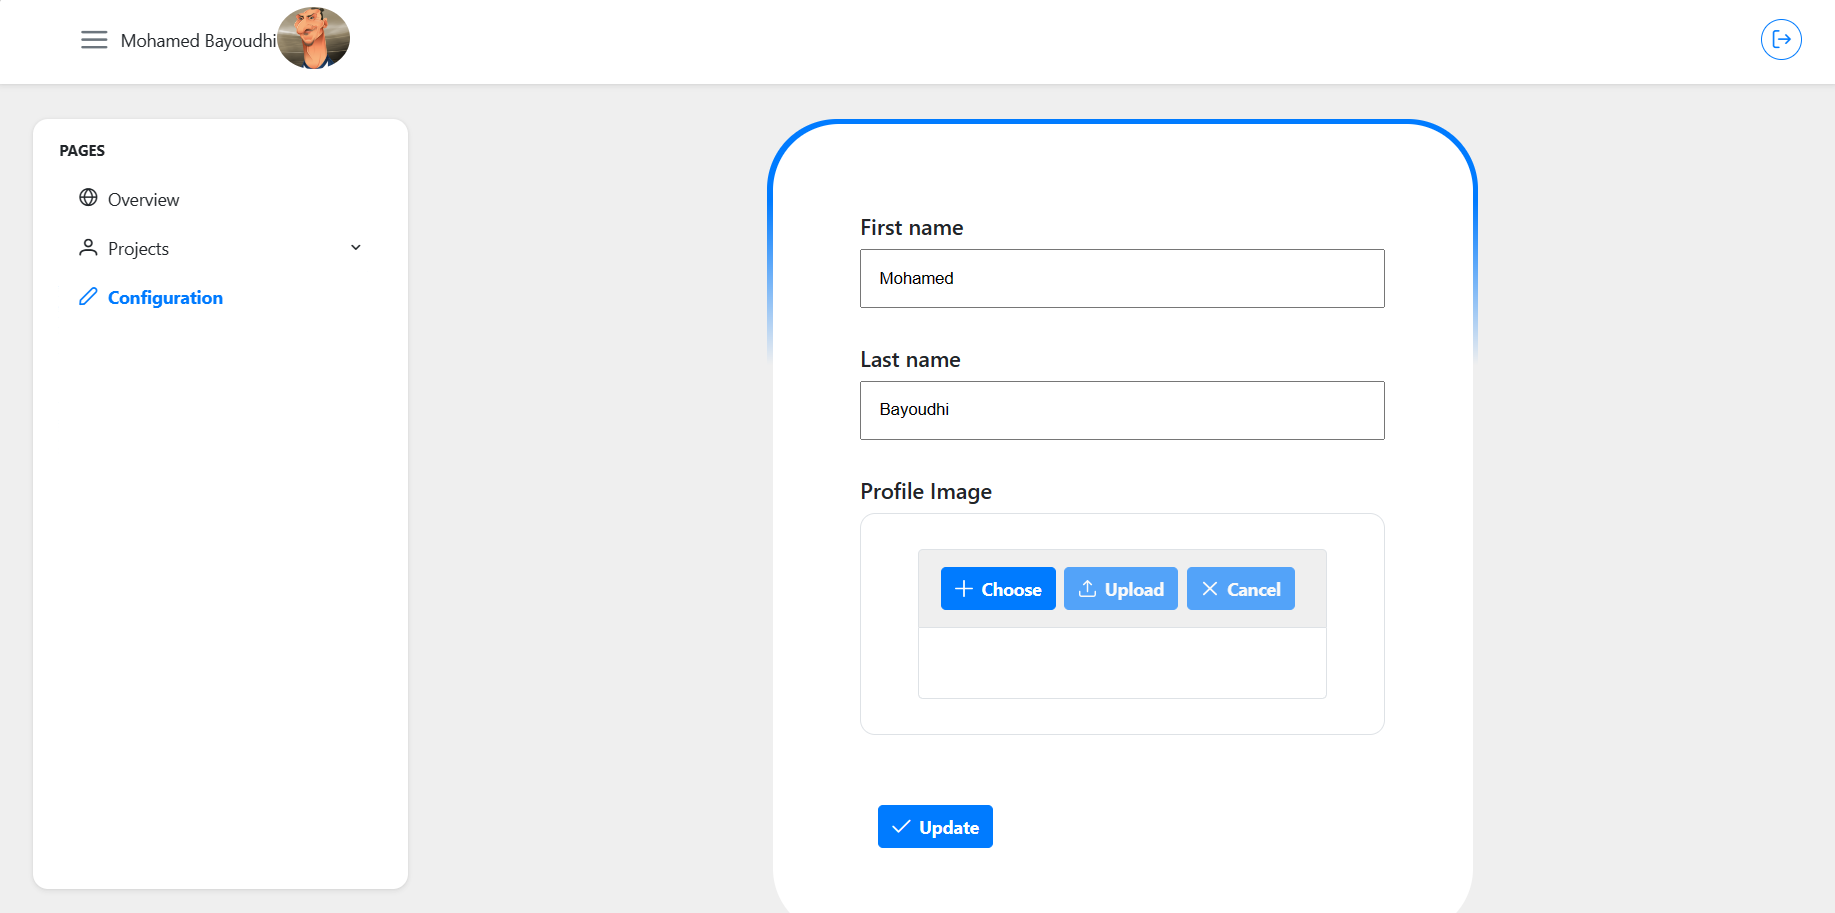 Mohamed Bayoudhi
PAGES
Overview
Projects
Configuration
First name
Mohamed
Last name
Bayoudhi
Profile Image
Choose Upload Cancel
Update